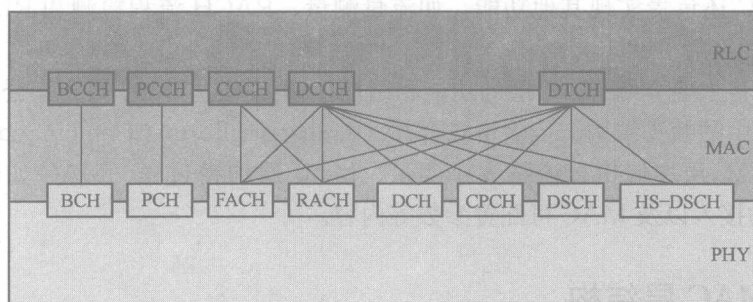 RLC
BCCH PCCH CCCH DCCH DTCH
MAC
BCH PCH FACH RACH DCH CPCH DSCH HS-DSCH
PHY